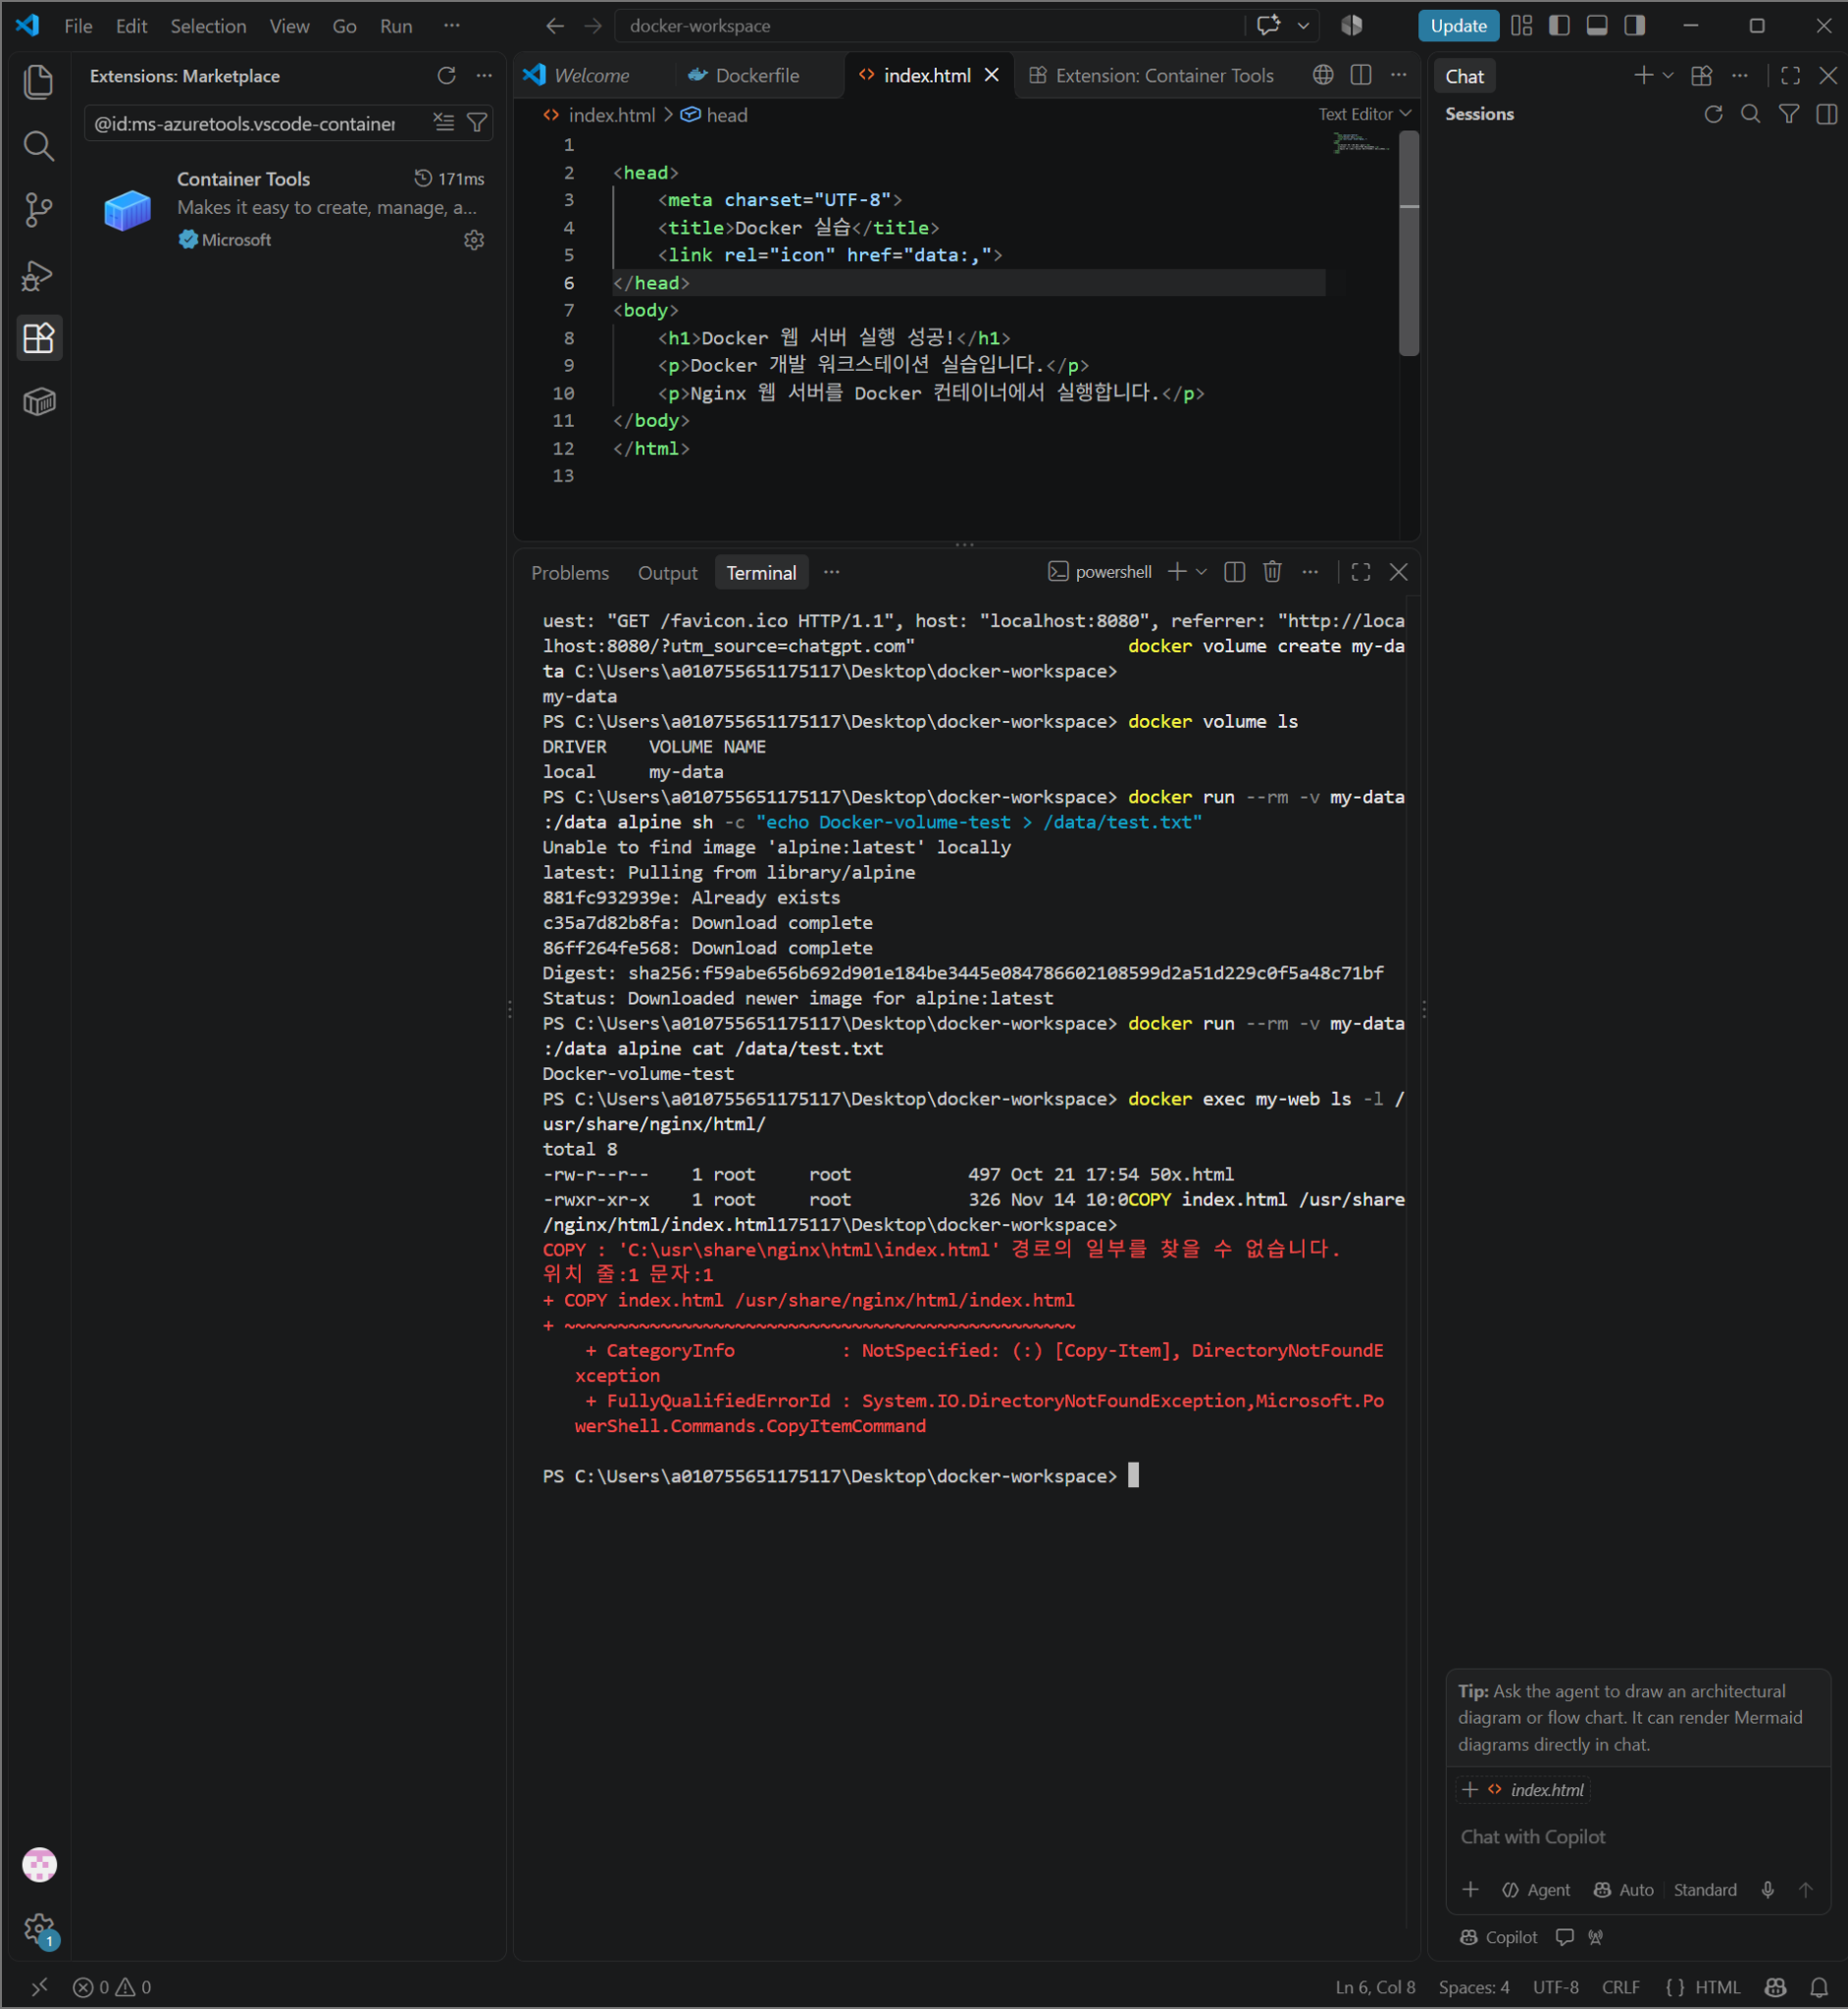 File Edit Selection View Go Run ··· docker-workspace Update
Extensions: Marketplace
@id:ms-azuretools.vscode-container
Container Tools 171ms
Makes it easy to create, manage, a...
Microsoft
Welcome Dockerfile index.html Extension: Container Tools
index.html > head Text Editor
1
2 <head>
3 <meta charset="UTF-8">
4 <title>Docker 실습</title>
5 <link rel="icon" href="data:,">
6 </head>
7 <body>
8 <h1>Docker 웹 서버 실행 성공!</h1>
9 <p>Docker 개발 워크스테이션 실습입니다.</p>
10 <p>Nginx 웹 서버를 Docker 컨테이너에서 실행합니다.</p>
11 </body>
12 </html>
13
Problems Output Terminal ··· powershell
uest: "GET /favicon.ico HTTP/1.1", host: "localhost:8080", referrer: "http://loca
lhost:8080/?utm_source=chatgpt.com" docker volume create my-da
ta C:\Users\a010755651175117\Desktop\docker-workspace>
my-data
PS C:\Users\a010755651175117\Desktop\docker-workspace> docker volume ls
DRIVER VOLUME NAME
local my-data
PS C:\Users\a010755651175117\Desktop\docker-workspace> docker run --rm -v my-data
:/data alpine sh -c "echo Docker-volume-test > /data/test.txt"
Unable to find image 'alpine:latest' locally
latest: Pulling from library/alpine
881fc932939e: Already exists
c35a7d82b8fa: Download complete
86ff264fe568: Download complete
Digest: sha256:f59abe656b692d901e184be3445e084786602108599d2a51d229c0f5a48c71bf
Status: Downloaded newer image for alpine:latest
PS C:\Users\a010755651175117\Desktop\docker-workspace> docker run --rm -v my-data
:/data alpine cat /data/test.txt
Docker-volume-test
PS C:\Users\a010755651175117\Desktop\docker-workspace> docker exec my-web ls -l /
usr/share/nginx/html/
total 8
-rw-r--r-- 1 root root 497 Oct 21 17:54 50x.html
-rwxr-xr-x 1 root root 326 Nov 14 10:0COPY index.html /usr/share
/nginx/html/index.html175117\Desktop\docker-workspace>
COPY : 'C:\usr\share\nginx\html\index.html' 경로의 일부를 찾을 수 없습니다.
위치 줄:1 문자:1
+ COPY index.html /usr/share/nginx/html/index.html
+ ~~~~~~~~~~~~~~~~~~~~~~~~~~~~~~~~~~~~~~~~~~~~~~~~
+ CategoryInfo : NotSpecified: (:) [Copy-Item], DirectoryNotFoundE
xception
+ FullyQualifiedErrorId : System.IO.DirectoryNotFoundException,Microsoft.Po
werShell.Commands.CopyItemCommand
PS C:\Users\a010755651175117\Desktop\docker-workspace>
Chat
Sessions
Tip: Ask the agent to draw an architectural
diagram or flow chart. It can render Mermaid
diagrams directly in chat.
index.html
Chat with Copilot
Agent Auto Standard
Copilot
1
0 0 Ln 6, Col 8 Spaces: 4 UTF-8 CRLF { } HTML